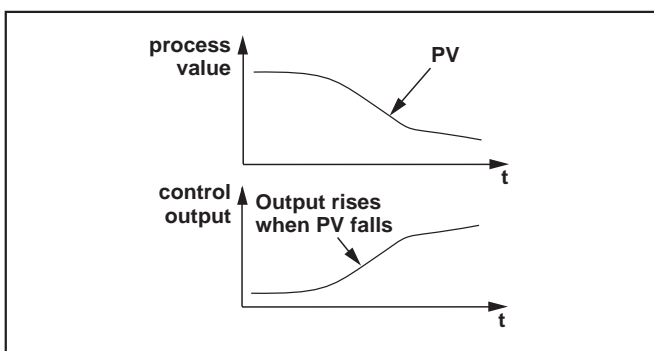 process
value
PV
t
control
output
Output rises
when PV falls
t